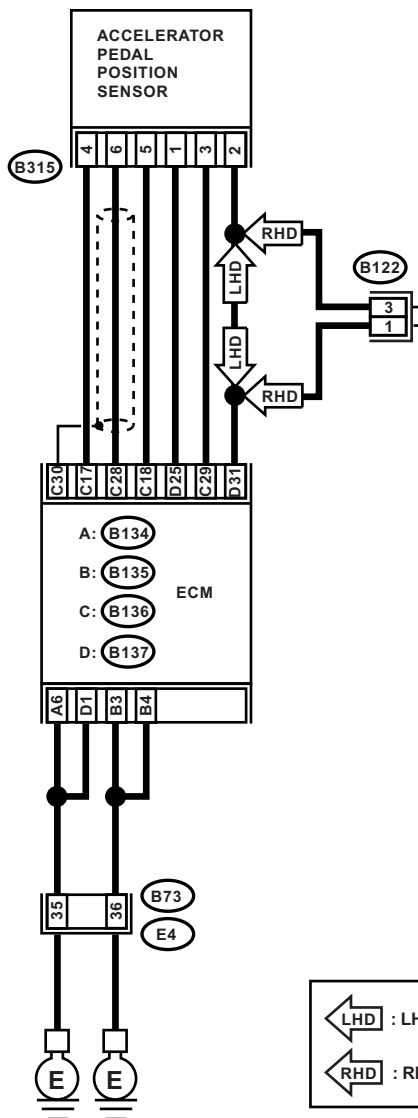 ACCELERATOR
PEDAL
POSITION
SENSOR
4 6 5 1 3 2
B315
RHD
B122
LHD
3
1
LHD
RHD
C30 C17 C28 C18 D25 C29 D31
A: B134
B: B135
ECM
C: B136
D: B137
A6 D1 B3 B4
35 36
B73
E4
E E
LHD : LH
RHD : RH